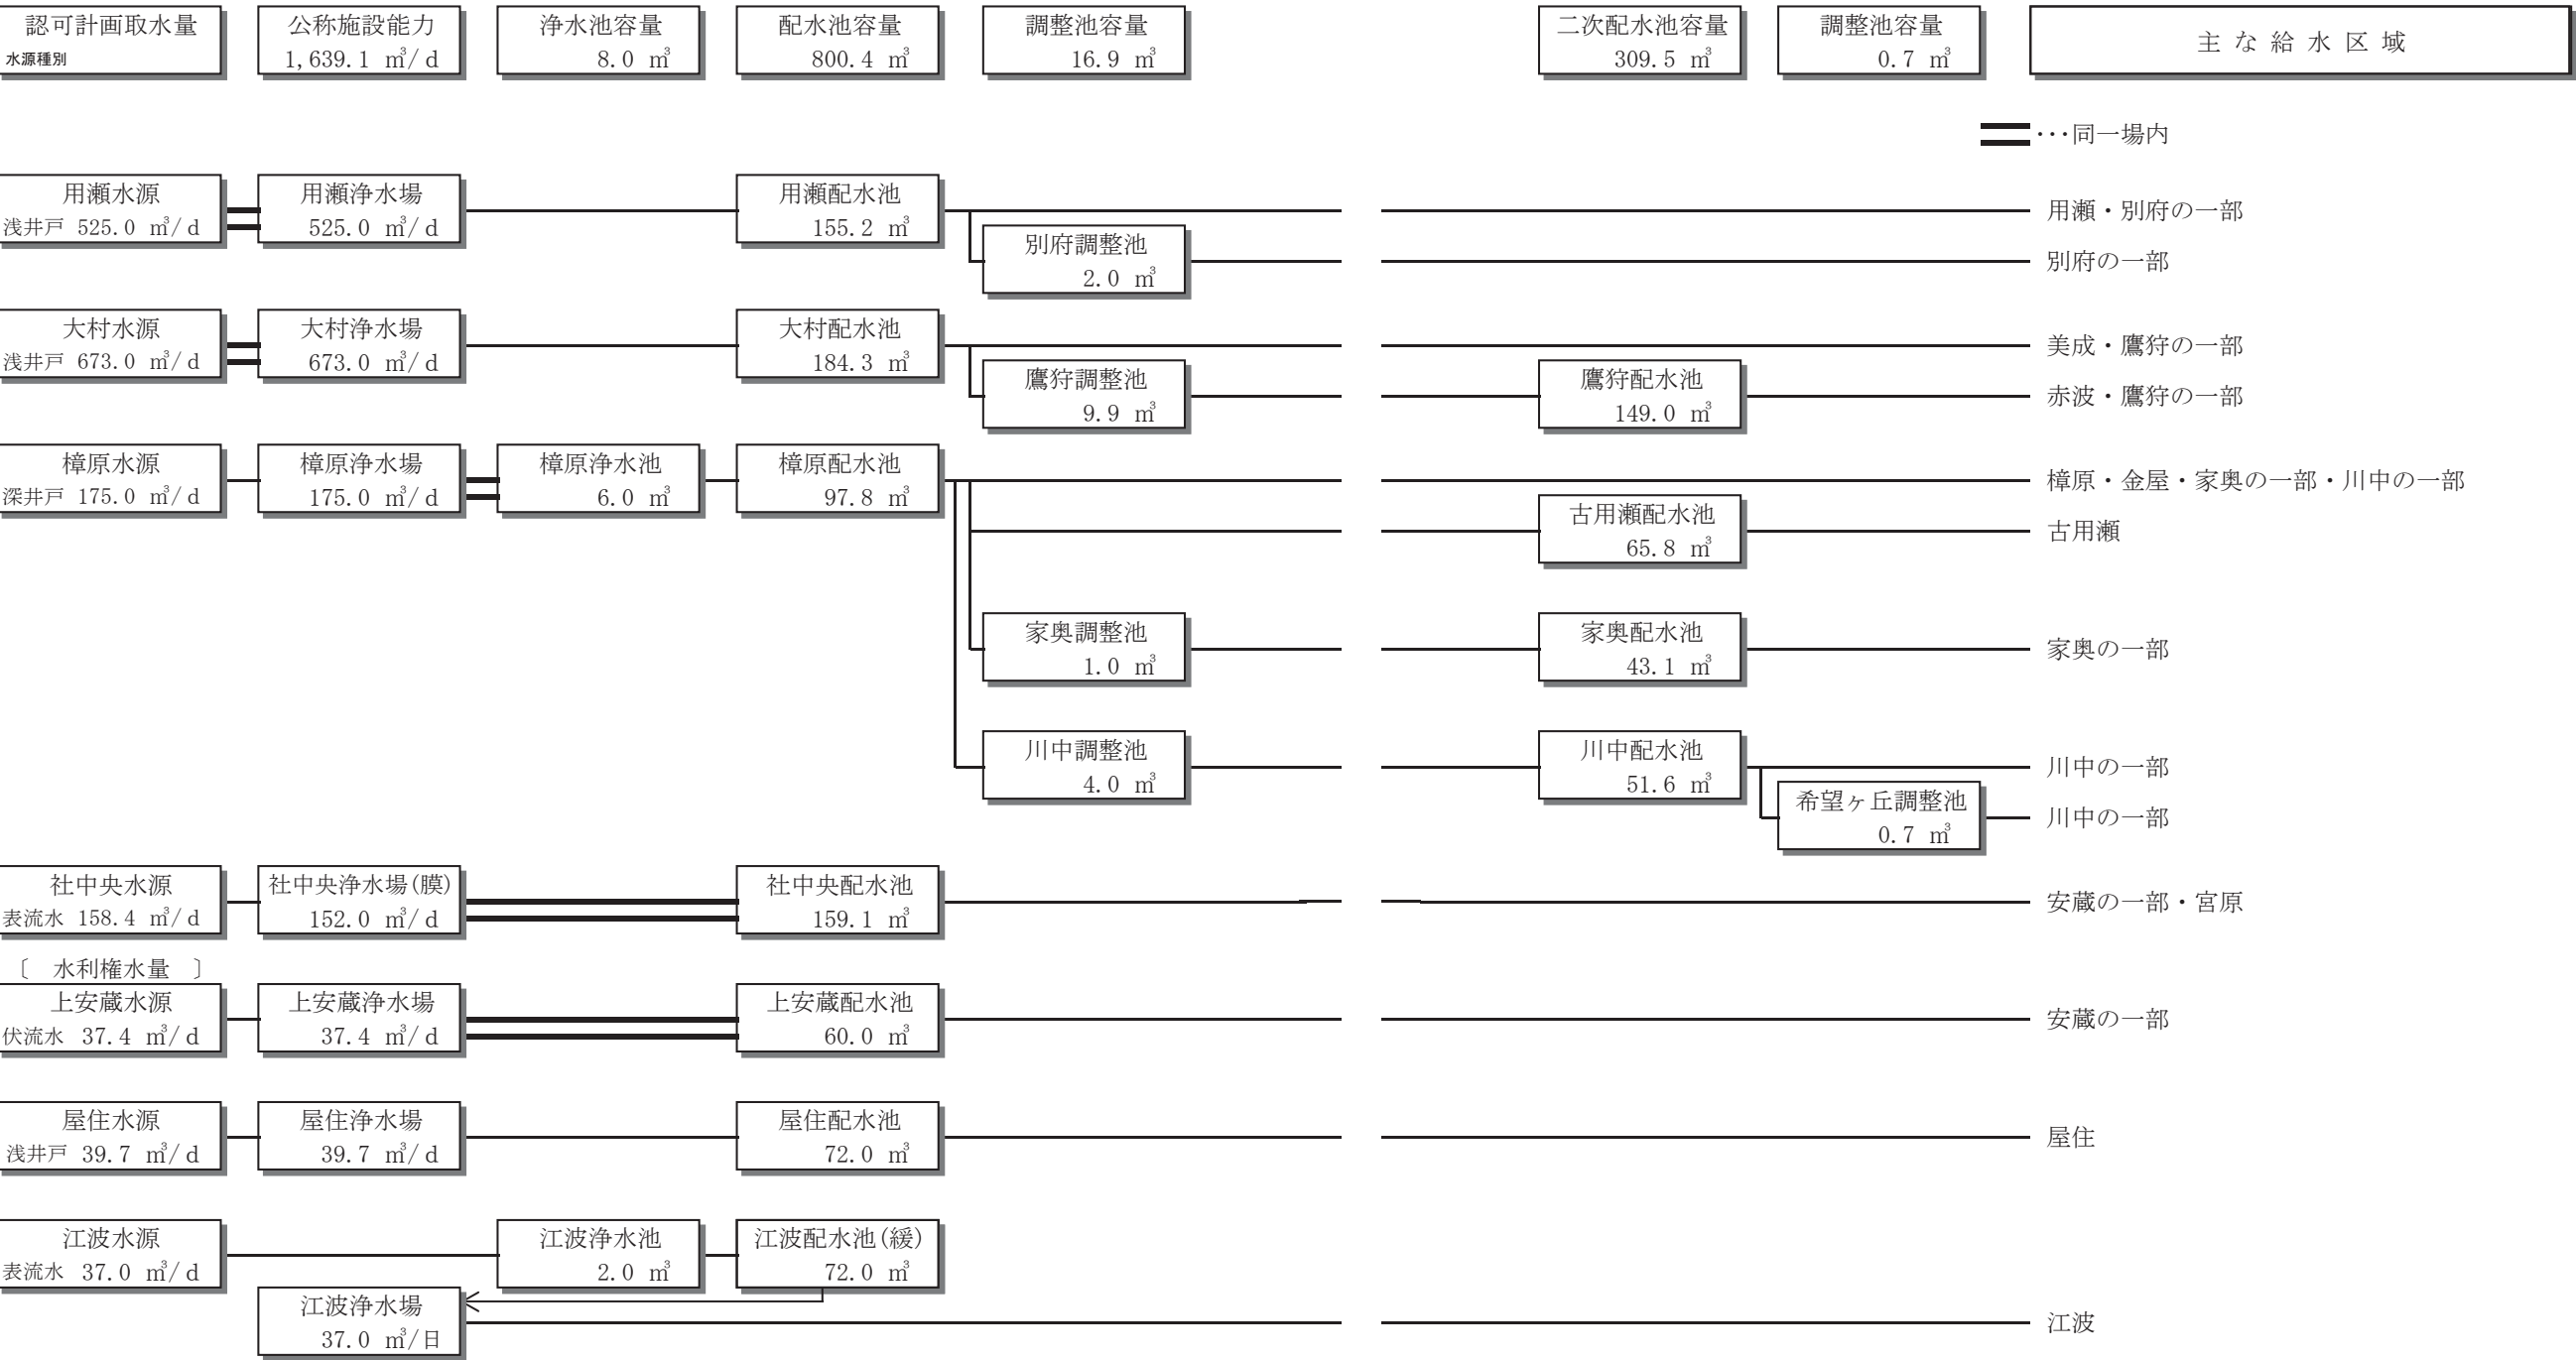 認可計画取水量
水源種別
公称施設能力
1,639.1 ㎥/d
浄水池容量
8.0 ㎥
配水池容量
800.4 ㎥
調整池容量
16.9 ㎥
二次配水池容量
309.5 ㎥
調整池容量
0.7 ㎥
主な給水区域
･･･同一場内
用瀬水源
浅井戸 525.0 ㎥/d
用瀬浄水場
525.0 ㎥/d
用瀬配水池
155.2 ㎥
用瀬・別府の一部
別府調整池
2.0 ㎥
別府の一部
大村水源
浅井戸 673.0 ㎥/d
大村浄水場
673.0 ㎥/d
大村配水池
184.3 ㎥
美成・鷹狩の一部
鷹狩調整池
9.9 ㎥
鷹狩配水池
149.0 ㎥
赤波・鷹狩の一部
樟原水源
深井戸 175.0 ㎥/d
樟原浄水場
175.0 ㎥/d
樟原浄水池
6.0 ㎥
樟原配水池
97.8 ㎥
樟原・金屋・家奥の一部・川中の一部
古用瀬配水池
65.8 ㎥
古用瀬
家奥調整池
1.0 ㎥
家奥配水池
43.1 ㎥
家奥の一部
川中調整池
4.0 ㎥
川中配水池
51.6 ㎥
川中の一部
希望ヶ丘調整池
0.7 ㎥
川中の一部
社中央水源
表流水 158.4 ㎥/d
社中央浄水場(膜)
152.0 ㎥/d
社中央配水池
159.1 ㎥
安蔵の一部・宮原
〔 水利権水量 〕
上安蔵水源
伏流水 37.4 ㎥/d
上安蔵浄水場
37.4 ㎥/d
上安蔵配水池
60.0 ㎥
安蔵の一部
屋住水源
浅井戸 39.7 ㎥/d
屋住浄水場
39.7 ㎥/d
屋住配水池
72.0 ㎥
屋住
江波水源
表流水 37.0 ㎥/d
江波浄水池
2.0 ㎥
江波配水池(緩)
72.0 ㎥
江波浄水場
37.0 ㎥/日
江波